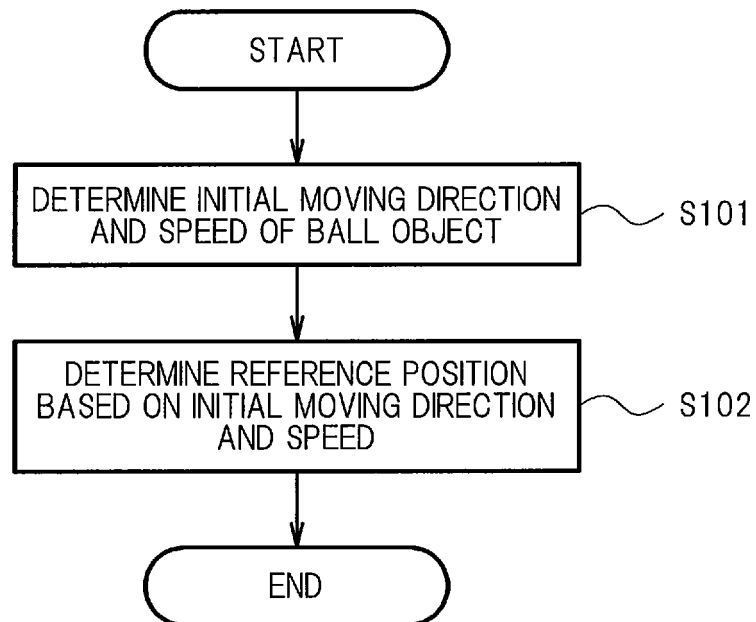 START
DETERMINE INITIAL MOVING DIRECTION
AND SPEED OF BALL OBJECT
S101
DETERMINE REFERENCE POSITION
BASED ON INITIAL MOVING DIRECTION
AND SPEED
S102
END